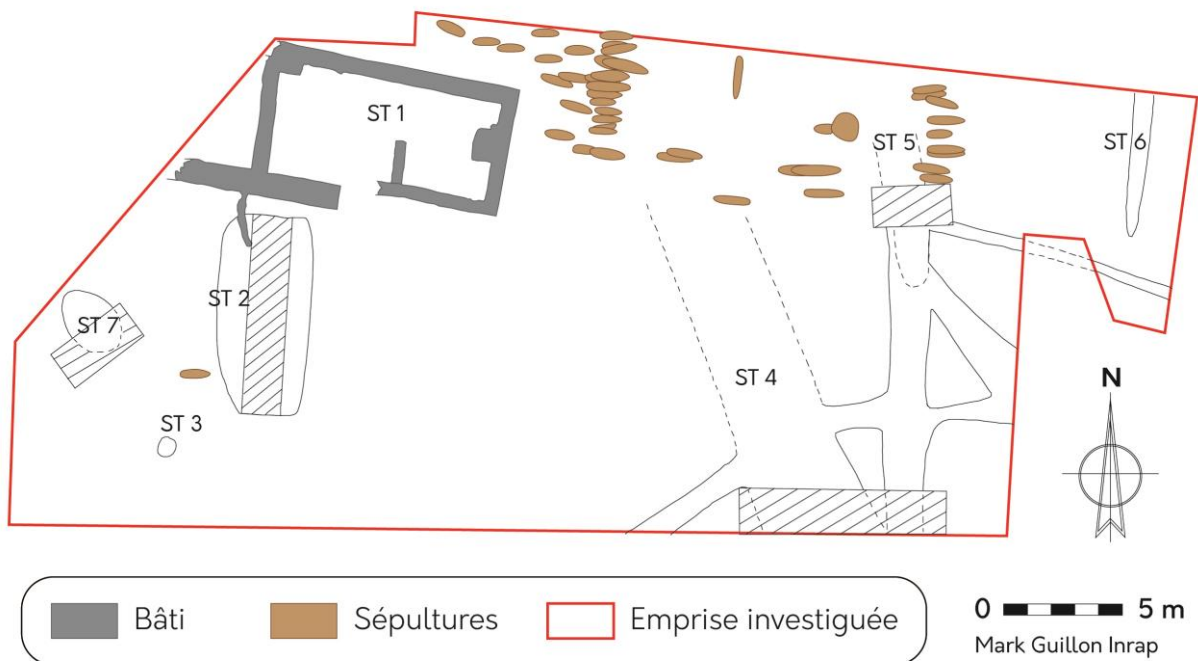 ST 1
ST 5
ST 6
ST 2
ST 7
ST 4
ST 3
N
Bâti
Sépultures
Emprise investiguée
0 5 m
Mark Guillon Inrap